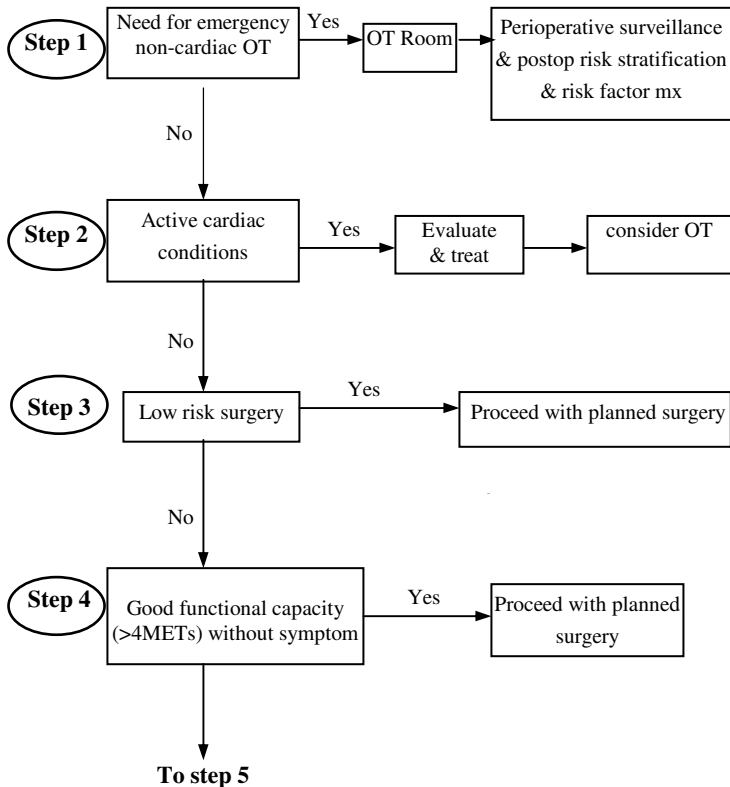 Step 1
Need for emergency
non-cardiac OT
Yes
OT Room
Perioperative surveillance
& postop risk stratification
& risk factor mx
No
Step 2
Active cardiac
conditions
Yes
Evaluate
& treat
consider OT
No
Step 3
Low risk surgery
Yes
Proceed with planned surgery
No
Step 4
Good functional capacity
(>4METs) without symptom
Yes
Proceed with planned
surgery
To step 5